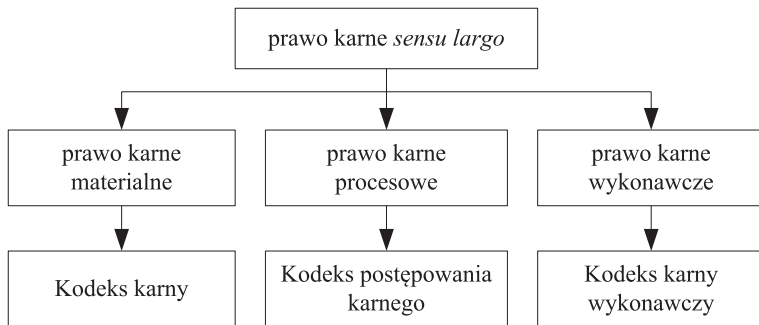 prawo karne sensu largo
prawo karne
materialne
prawo karne
procesowe
prawo karne
wykonawcze
Kodeks karny
Kodeks postępowania
karnego
Kodeks karny
wykonawczy